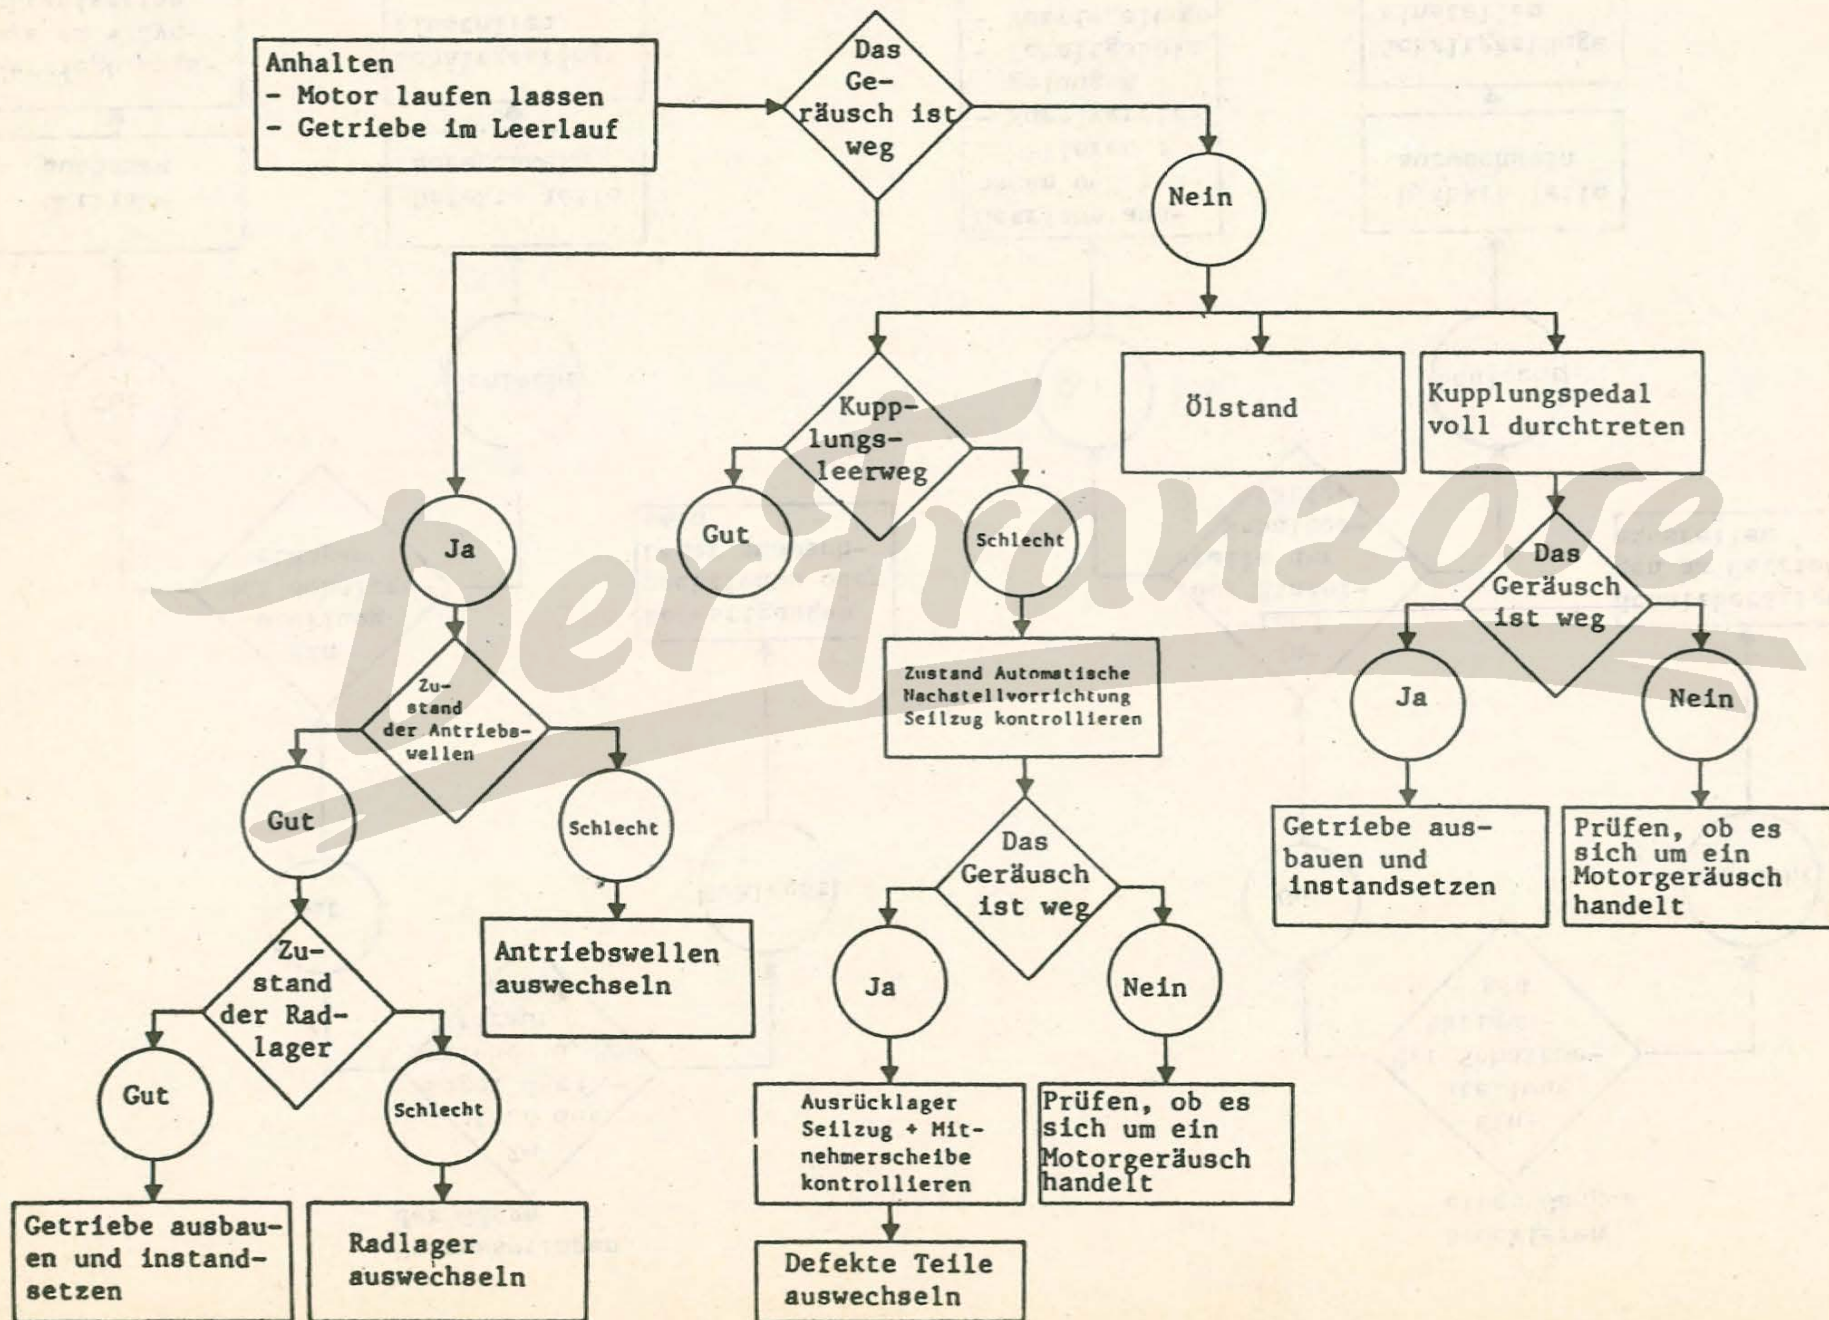 Anhalten
- Motor laufen lassen
- Getriebe im Leerlauf
Das
Ge-
räusch ist
weg
Nein
Kupp-
lungs-
leerweg
Ölstand
Kupplungspedal
voll durchtreten
Ja
Gut
Schlecht
Das
Geräusch
ist weg
Zu-
stand
der Antriebs-
wellen
Zustand Automatische
Nachstellvorrichtung
Seilzug kontrollieren
Ja
Nein
Gut
Schlecht
Das
Geräusch
ist weg
Getriebe aus-
bauen und
instandsetzen
Prüfen, ob es
sich um ein
Motorgeräusch
handelt
Zu-
stand
der Rad-
lager
Antriebswellen
auswechseln
Ja
Nein
Gut
Schlecht
Ausrücklager
Seilzug + Mit-
nehmerscheibe
kontrollieren
Prüfen, ob es
sich um ein
Motorgeräusch
handelt
Getriebe ausbau-
en und instand-
setzen
Radlager
auswechseln
Defekte Teile
auswechseln
Der Franzose